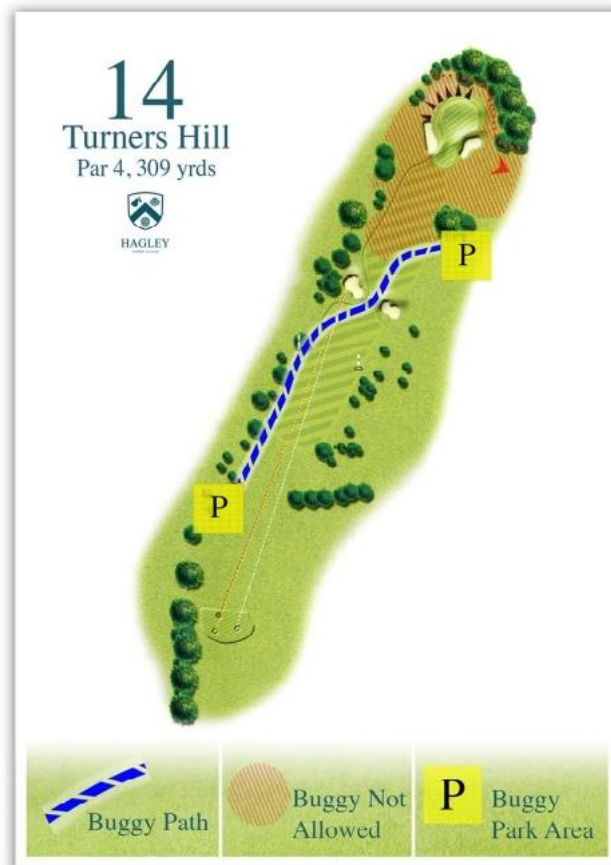 14
Turners Hill
Par 4, 309 yrds
HAGLEY
P
P
Buggy Path
Buggy Not
Allowed
P
Buggy
Park Area